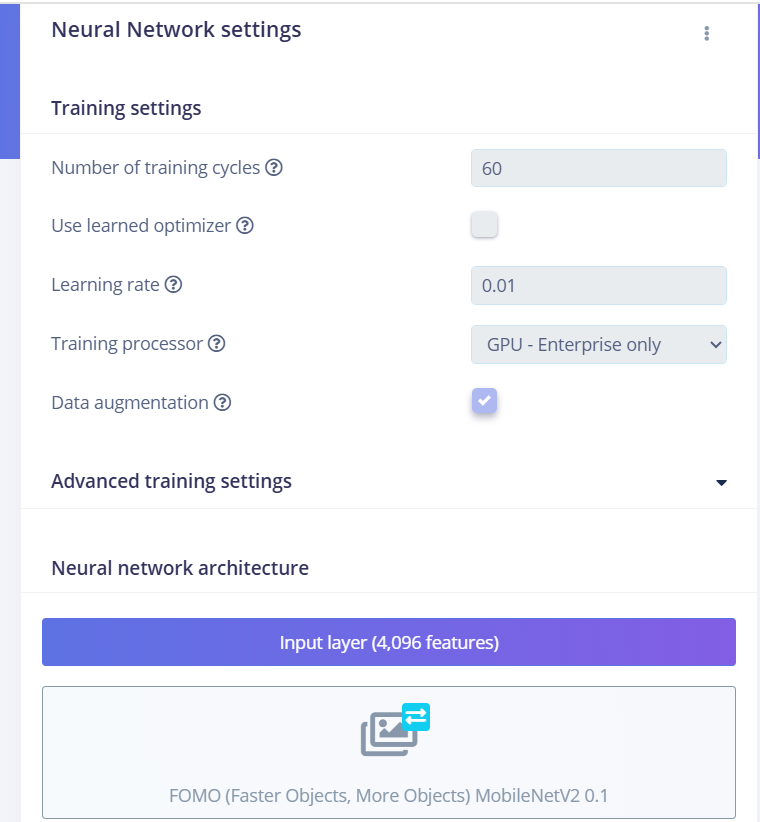 Neural Network settings
Training settings
Number of training cycles
60
Use learned optimizer
Learning rate
0.01
Training processor
GPU - Enterprise only
Data augmentation
Advanced training settings
Neural network architecture
Input layer (4,096 features)
FOMO (Faster Objects, More Objects) MobileNetV2 0.1